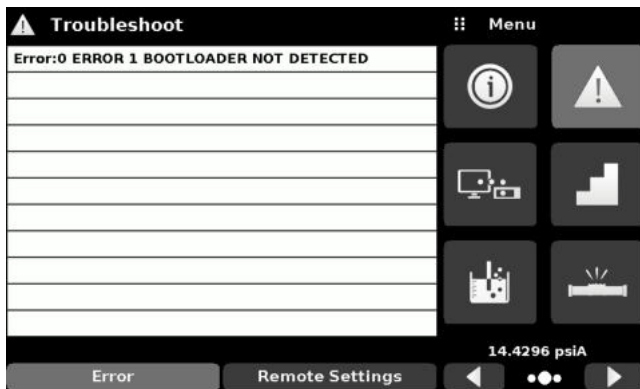 Troubleshoot
Menu
Error:0 ERROR 1 BOOTLOADER NOT DETECTED
14.4296 psiA
Error
Remote Settings